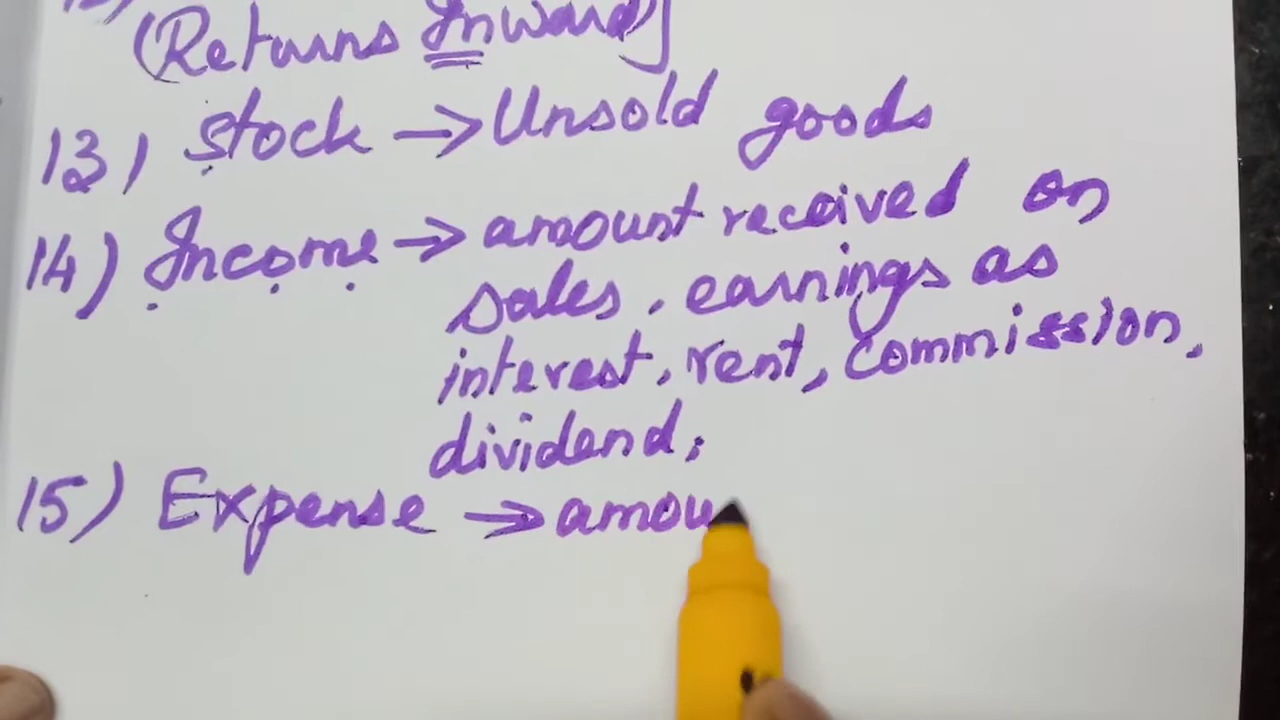 (Returns Inward)
13) Stock → Unsold goods
14) Income → amount received on
sales, earnings as
interest, rent, commission,
dividend;
15) Expense → amou